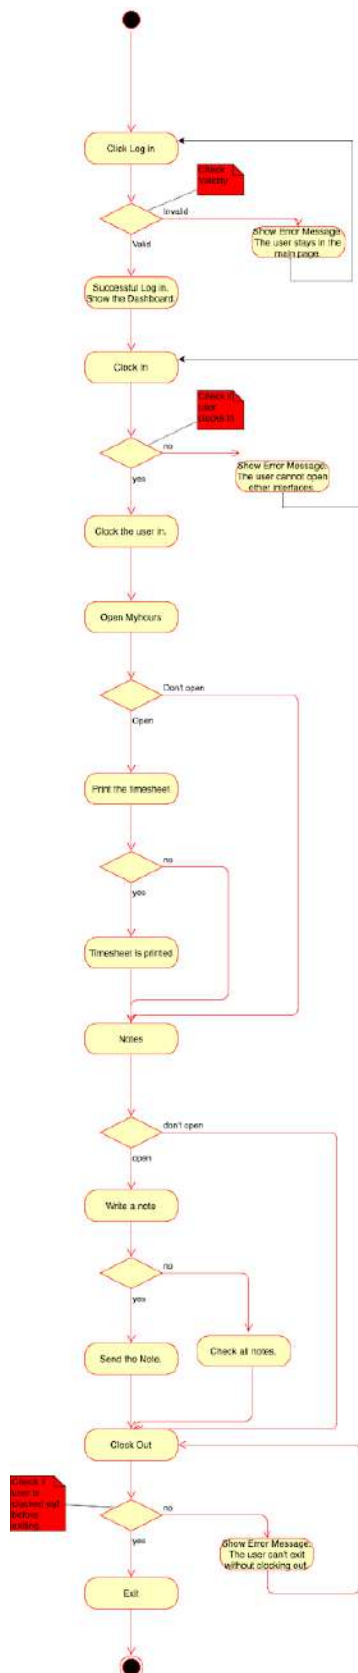 Click Log in
Check
Validity
Invalid
Valid
Show Error Message:
The user stays in the
main page.
Successful Log in.
Show the Dashboard.
Clock In
Check if
user
clocks in
no
yes
Show Error Message:
The user cannot open
other interfaces.
Clock the user in.
Open Myhours
Don't open
Open
Print the timesheet
no
yes
Timesheet is printed
Notes
don't open
open
Write a note
no
yes
Send the Note.
Check all notes.
Clock Out
Check if
user is
clocked out
before
exiting
no
yes
Show Error Message:
The user can't exit
without clocking out.
Exit